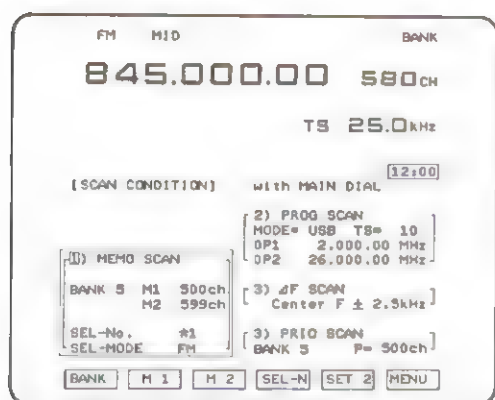 FM MID BANK
845.000.00 580CH
TS 25.0kHz
12:00
[SCAN CONDITION] with MAIN DIAL
2) PROG SCAN
MODE= USB TS= 10
OP1 2.000.00 MHz
OP2 26.000.00 MHz
1) MEMO SCAN
BANK 5 M1 500ch
M2 599ch
SEL-No. *1
SEL-MODE FM
3) ⊿F SCAN
Center F ± 2.5kHz
3) PRIO SCAN
BANK 5 P= 500ch
BANK M 1 M 2 SEL-N SET 2 MENU